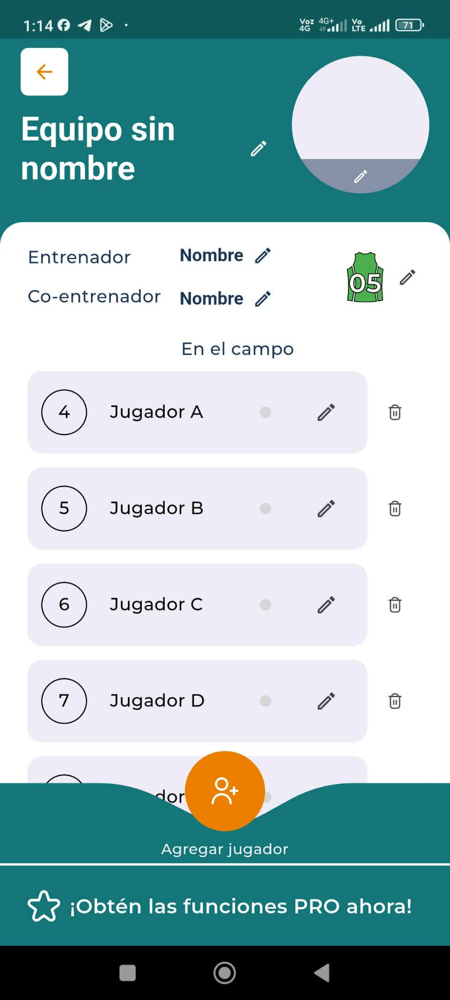 1:14
Voz 4G 4G+ Vo LTE 71
Equipo sin
nombre
Entrenador Nombre
Co-entrenador Nombre
05
En el campo
4 Jugador A
5 Jugador B
6 Jugador C
7 Jugador D
dor
Agregar jugador
¡Obtén las funciones PRO ahora!